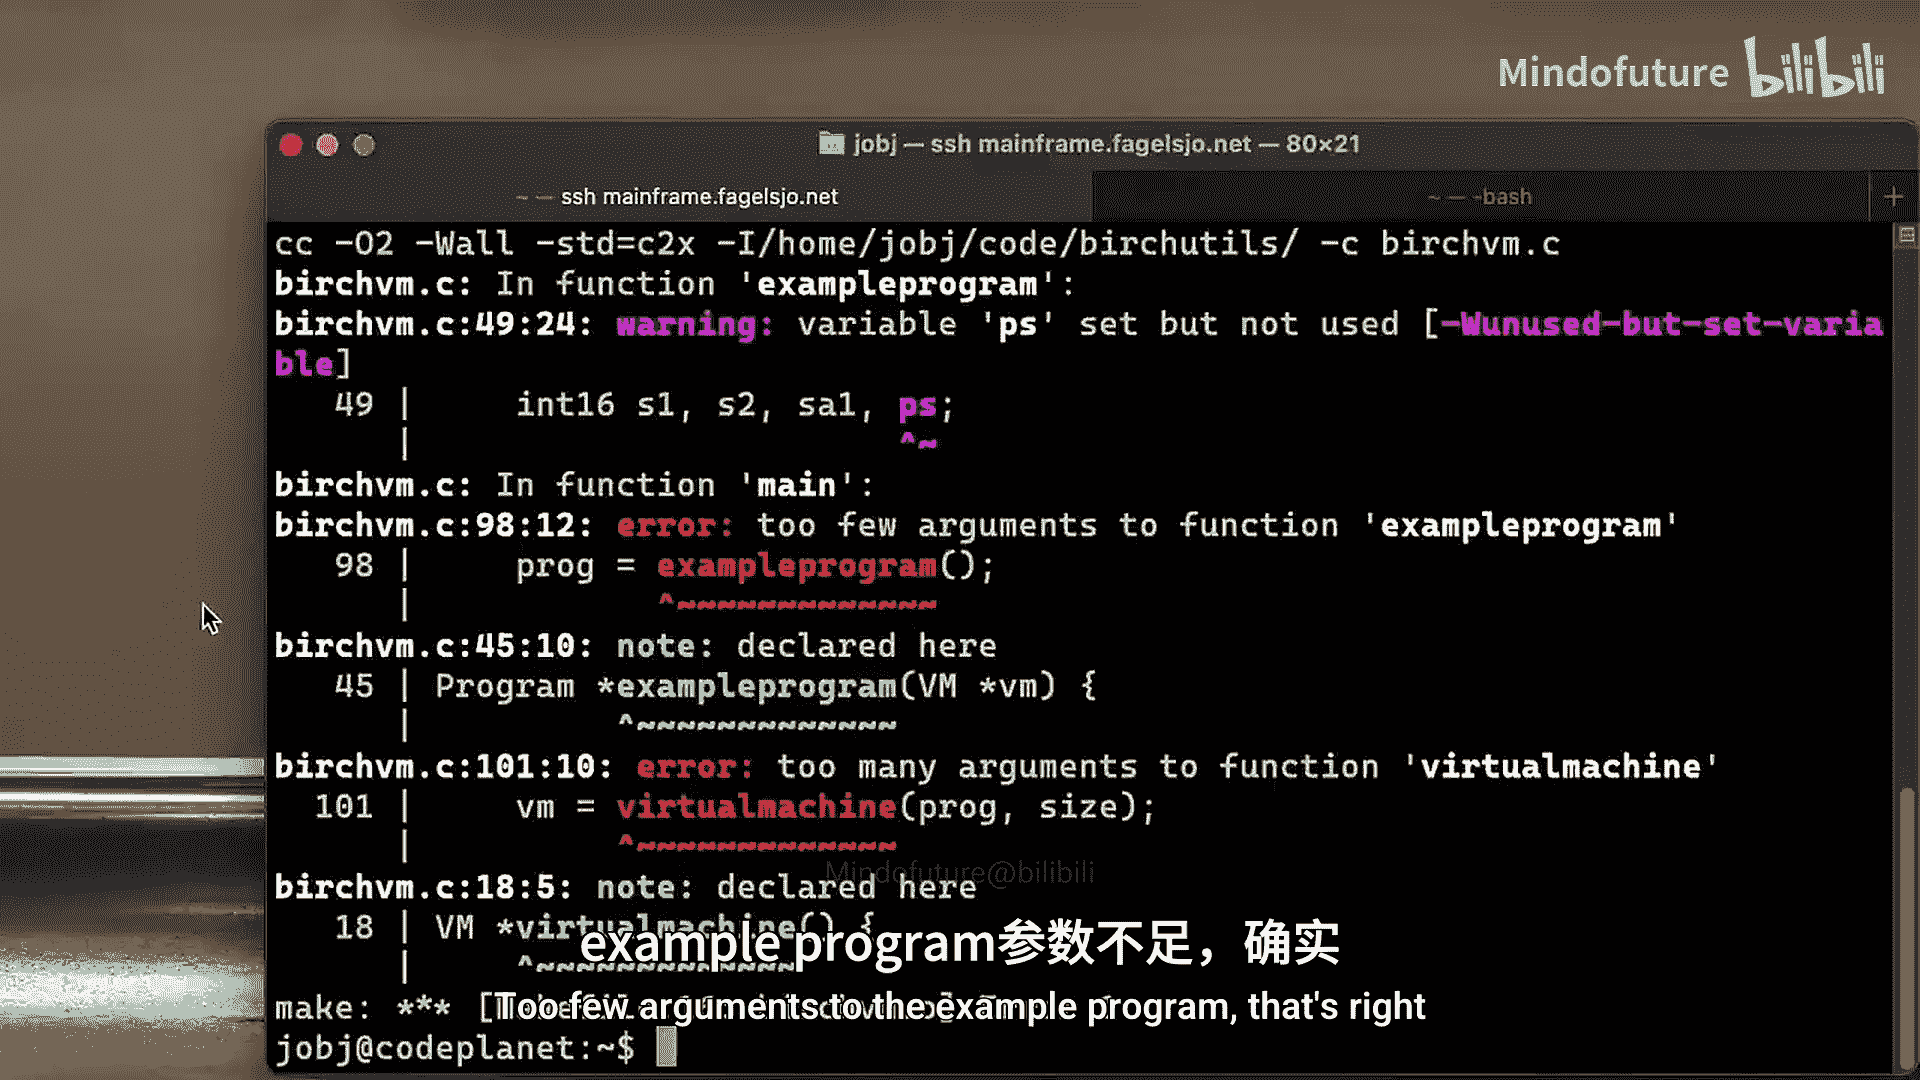 Mindofuture bilibili
jobj — ssh mainframe.fagelsjo.net — 80×21
~ — ssh mainframe.fagelsjo.net
~ — -bash
+
cc -O2 -Wall -std=c2x -I/home/jobj/code/birchutils/ -c birchvm.c
birchvm.c: In function 'exampleprogram':
birchvm.c:49:24: warning: variable 'ps' set but not used [-Wunused-but-set-varia
ble]
49 | int16 s1, s2, sa1, ps;
| ^~
birchvm.c: In function 'main':
birchvm.c:98:12: error: too few arguments to function 'exampleprogram'
98 | prog = exampleprogram();
| ^~~~~~~~~~~~~~
birchvm.c:45:10: note: declared here
45 | Program *exampleprogram(VM *vm) {
| ^~~~~~~~~~~~~~
birchvm.c:101:10: error: too many arguments to function 'virtualmachine'
101 | vm = virtualmachine(prog, size);
| ^~~~~~~~~~~~~~
Mindofuture@bilibili
birchvm.c:18:5: note: declared here
18 | VM *virtualmachine() {
| ^~~~~~~~~~~~~~
example program参数不足，确实
make: *** [
Too few arguments to the example program, that's right
jobj@codeplanet:~$